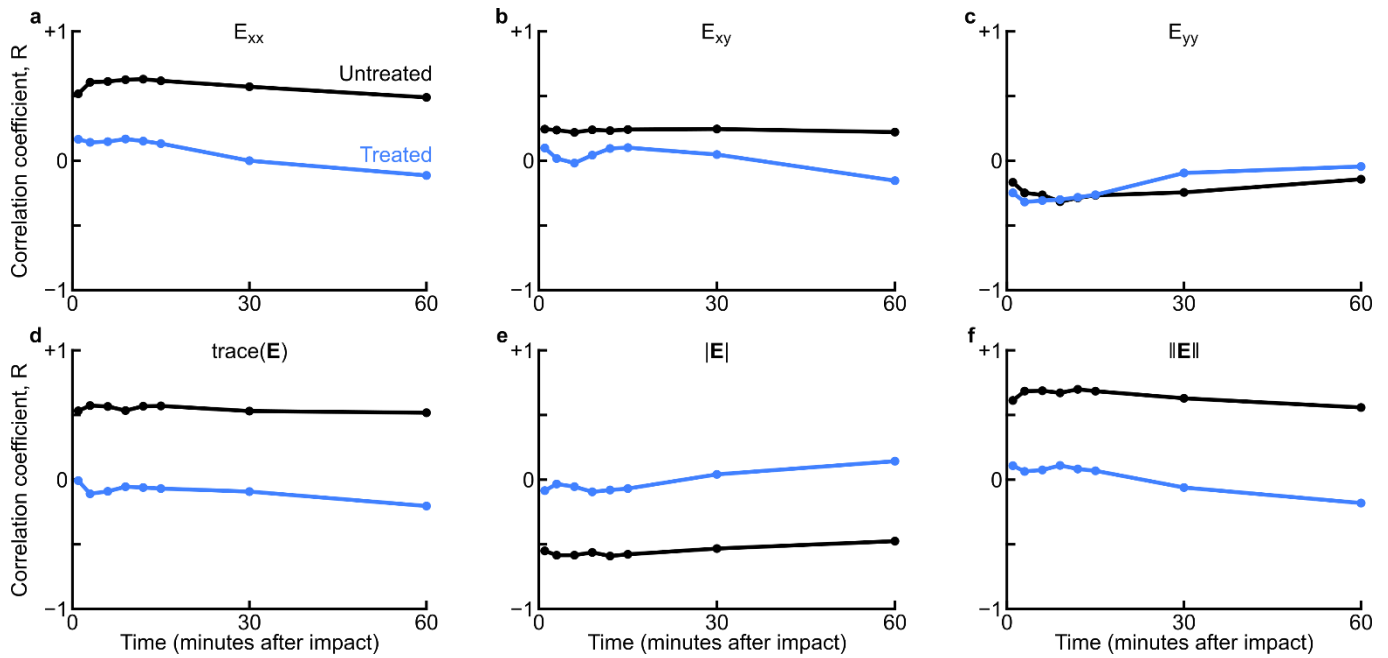 a
E_xx
+1
Untreated
Treated
0
−1
0
30
60
Correlation coefficient, R
b
E_xy
+1
0
−1
0
30
60
c
E_yy
+1
0
−1
0
30
60
d
trace(E)
+1
0
−1
0
30
60
Correlation coefficient, R
Time (minutes after impact)
e
|E|
+1
0
−1
0
30
60
Time (minutes after impact)
f
‖E‖
+1
0
−1
0
30
60
Time (minutes after impact)